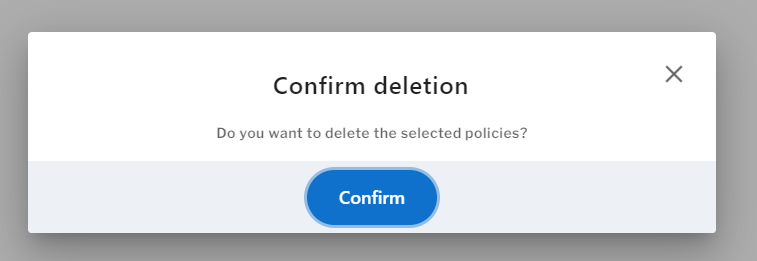 Confirm deletion
Do you want to delete the selected policies?
Confirm